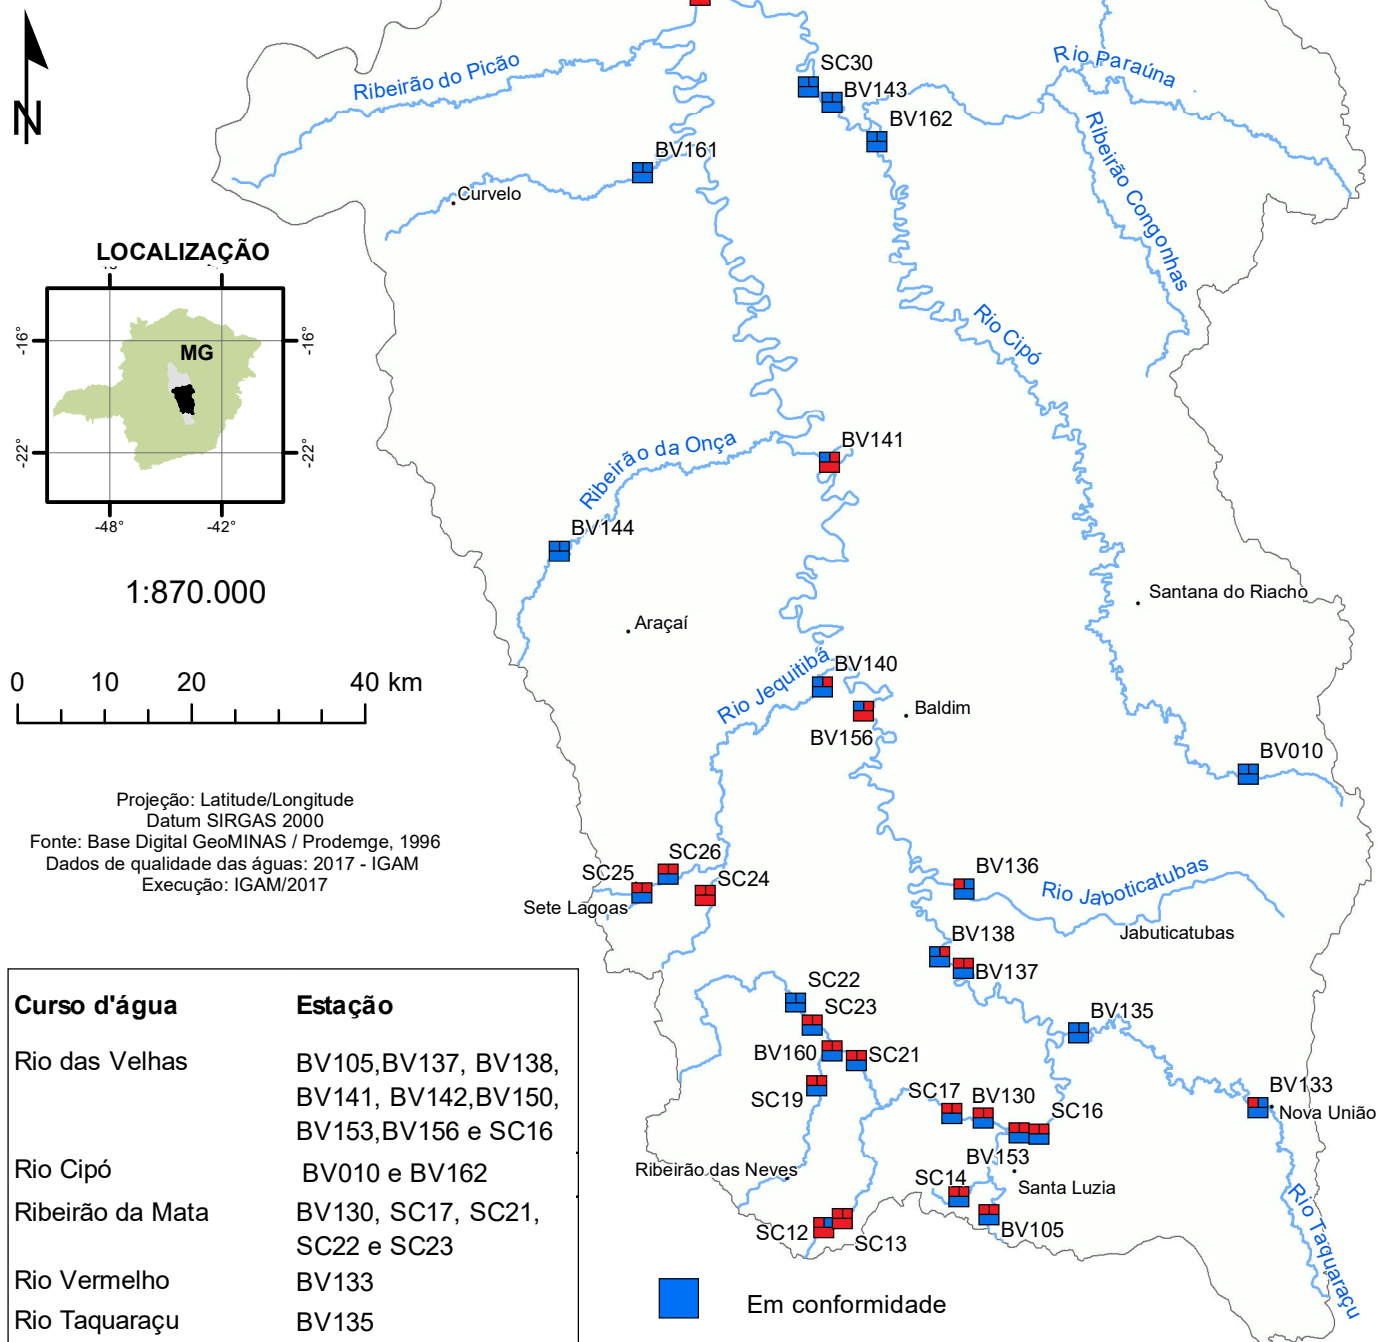 N
Ribeirão do Picão
SC30
BV143
BV162
Rio Paraúna
Ribeirão Congonhas
BV161
Curvelo
LOCALIZAÇÃO
-16°
MG
-16°
-22°
-22°
-48°
-42°
Rio Cipó
BV141
Ribeirão da Onça
BV144
1:870.000
Santana do Riacho
Araçaí
0 10 20 40 km
Rio Jequitibá
BV140
BV156
Baldim
BV010
Projeção: Latitude/Longitude
Datum SIRGAS 2000
Fonte: Base Digital GeoMINAS / Prodemge, 1996
Dados de qualidade das águas: 2017 - IGAM
Execução: IGAM/2017
SC26
SC25
SC24
Sete Lagoas
BV136
Rio Jaboticatubas
Jabuticatubas
BV138
BV137
SC22
SC23
BV160
SC21
SC19
BV135
SC17
BV130
SC16
BV133
Nova União
BV153
Ribeirão das Neves
SC14
Santa Luzia
BV105
SC12
SC13
Rio Taquaraçu
Curso d'água Estação
Rio das Velhas BV105,BV137, BV138,
BV141, BV142,BV150,
BV153,BV156 e SC16
Rio Cipó BV010 e BV162
Ribeirão da Mata BV130, SC17, SC21,
SC22 e SC23
Rio Vermelho BV133
Rio Taquaraçu BV135
Em conformidade